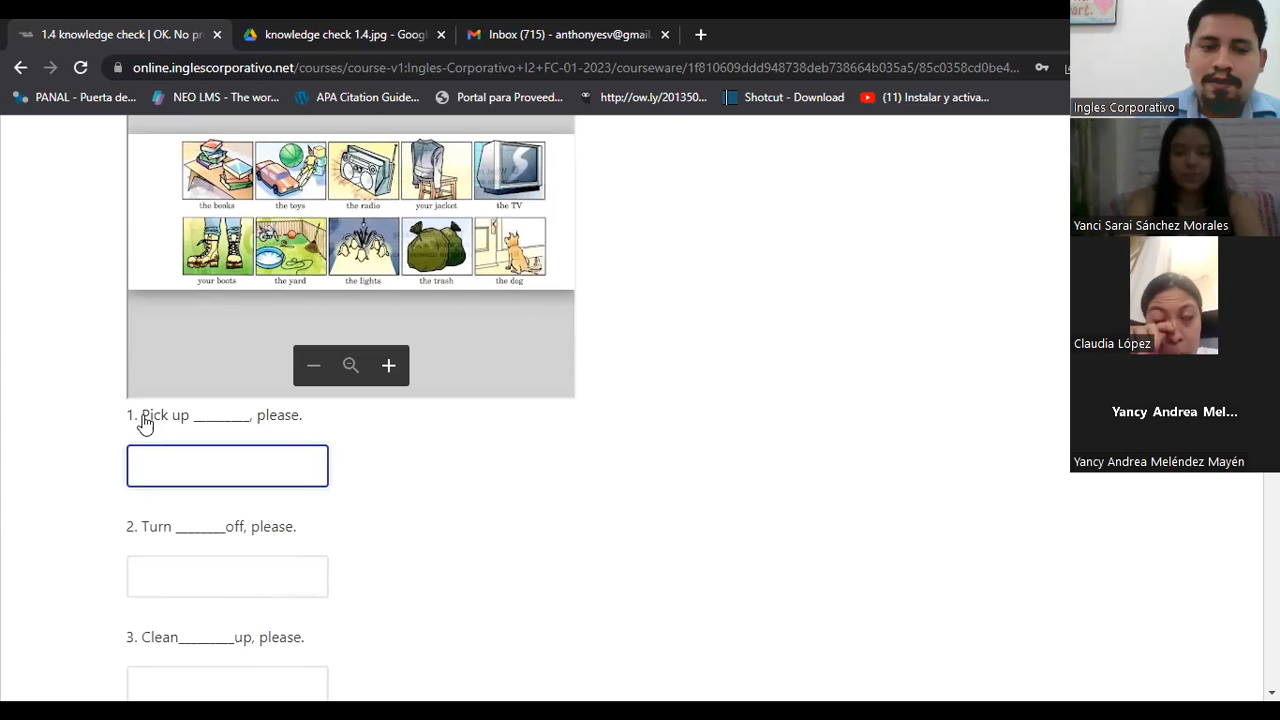 1.4 knowledge check | OK. No pr
knowledge check 1.4.jpg - Googl
Inbox (715) - anthonyesv@gmail.
online.inglescorporativo.net/courses/course-v1:Ingles-Corporativo+I2+FC-01-2023/courseware/1f810609ddd948738deb738664b035a5/85c0358cd0be4...
PANAL - Puerta de...
NEO LMS - The wor...
APA Citation Guide...
Portal para Proveed...
http://ow.ly/201350...
Shotcut - Download
(11) Instalar y activa...
the books
the toys
the radio
your jacket
the TV
your boots
the yard
the lights
the trash
the dog
1. Pick up ________, please.
2. Turn _______off, please.
3. Clean________up, please.
heart.
Ingles Corporativo
Yanci Sarai Sánchez Morales
Claudia López
Yancy Andrea Mel...
Yancy Andrea Meléndez Mayén